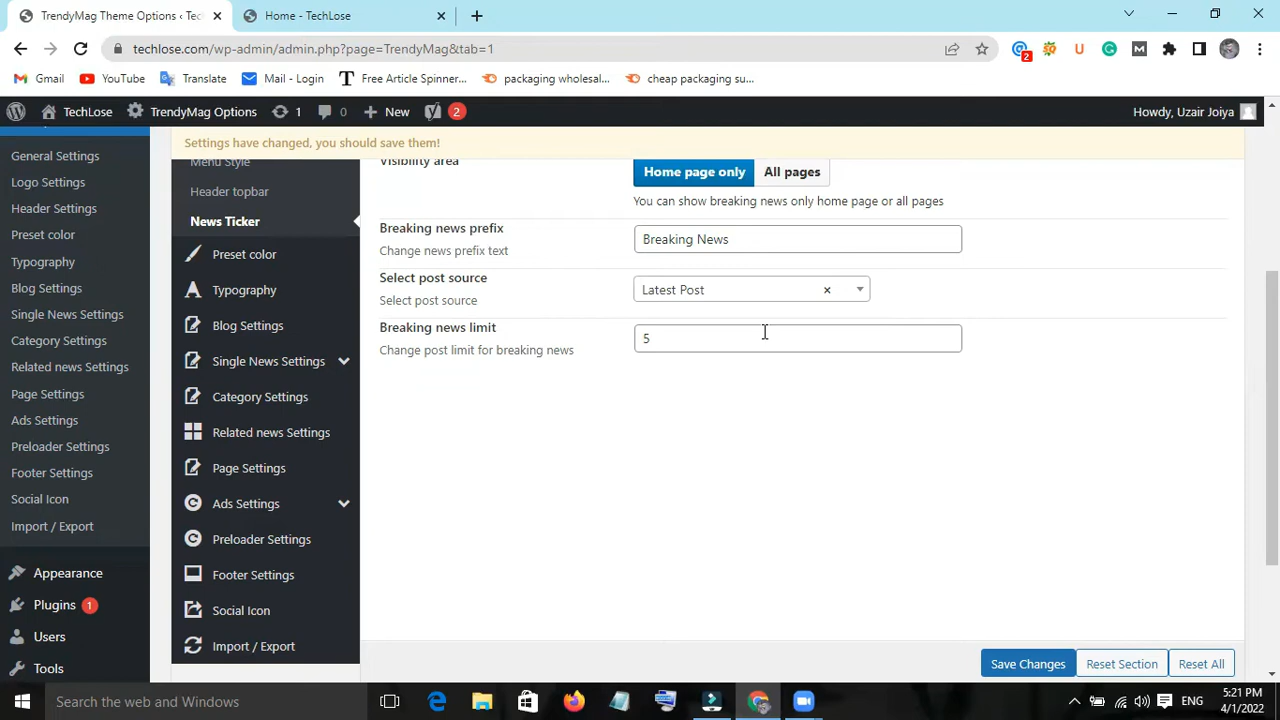 TrendyMag Theme Options ‹ Tec
Home - TechLose
techlose.com/wp-admin/admin.php?page=TrendyMag&tab=1
2
Gmail
YouTube
Translate
Mail - Login
Free Article Spinner...
packaging wholesal...
cheap packaging su...
TechLose
TrendyMag Options
1
0
New
2
Howdy, Uzair Joiya
Settings have changed, you should save them!
General Settings
Logo Settings
Header Settings
Preset color
Typography
Blog Settings
Single News Settings
Category Settings
Related news Settings
Page Settings
Ads Settings
Preloader Settings
Footer Settings
Social Icon
Import / Export
Appearance
Plugins 1
Users
Tools
Menu Style
Header topbar
News Ticker
Preset color
Typography
Blog Settings
Single News Settings
Category Settings
Related news Settings
Page Settings
Ads Settings
Preloader Settings
Footer Settings
Social Icon
Import / Export
Visibility area
Home page only
All pages
You can show breaking news only home page or all pages
Breaking news prefix
Change news prefix text
Breaking News
Select post source
Select post source
Latest Post ×
Breaking news limit
Change post limit for breaking news
5
Save Changes
Reset Section
Reset All
Search the web and Windows
ENG
5:21 PM
4/1/2022